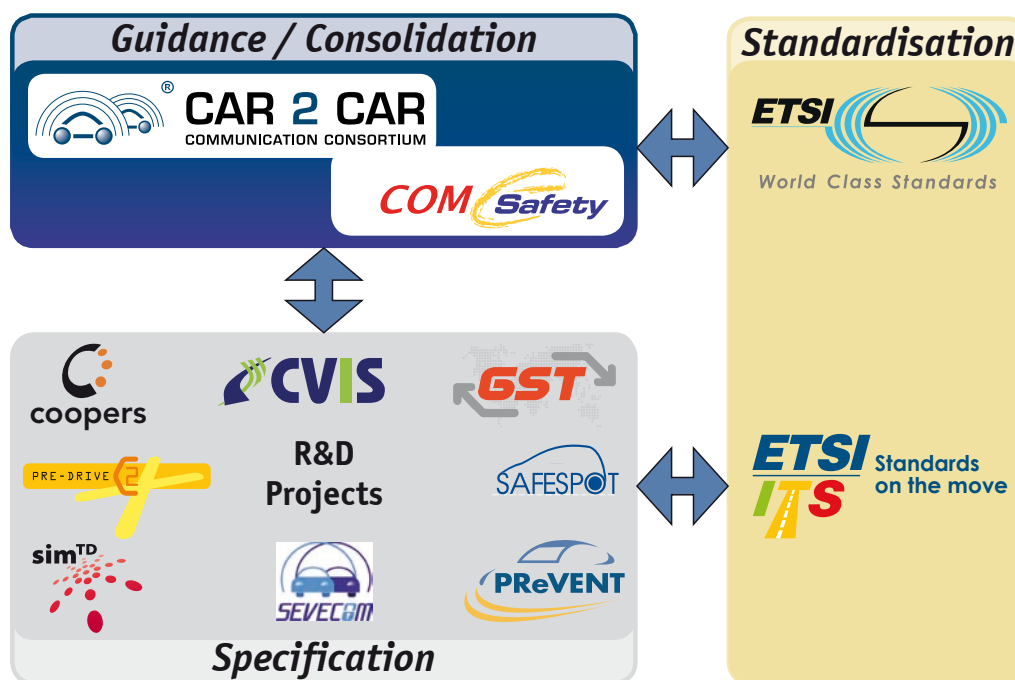 Guidance / Consolidation
CAR 2 CAR ®
COMMUNICATION CONSORTIUM
COM Safety
Standardisation
ETSI
World Class Standards
coopers
CVIS
GST
PRE-DRIVE C2X
R&D
Projects
SAFESPOT
simTD
SEVECOM
PReVENT
Specification
ETSI
ITS
Standards
on the move